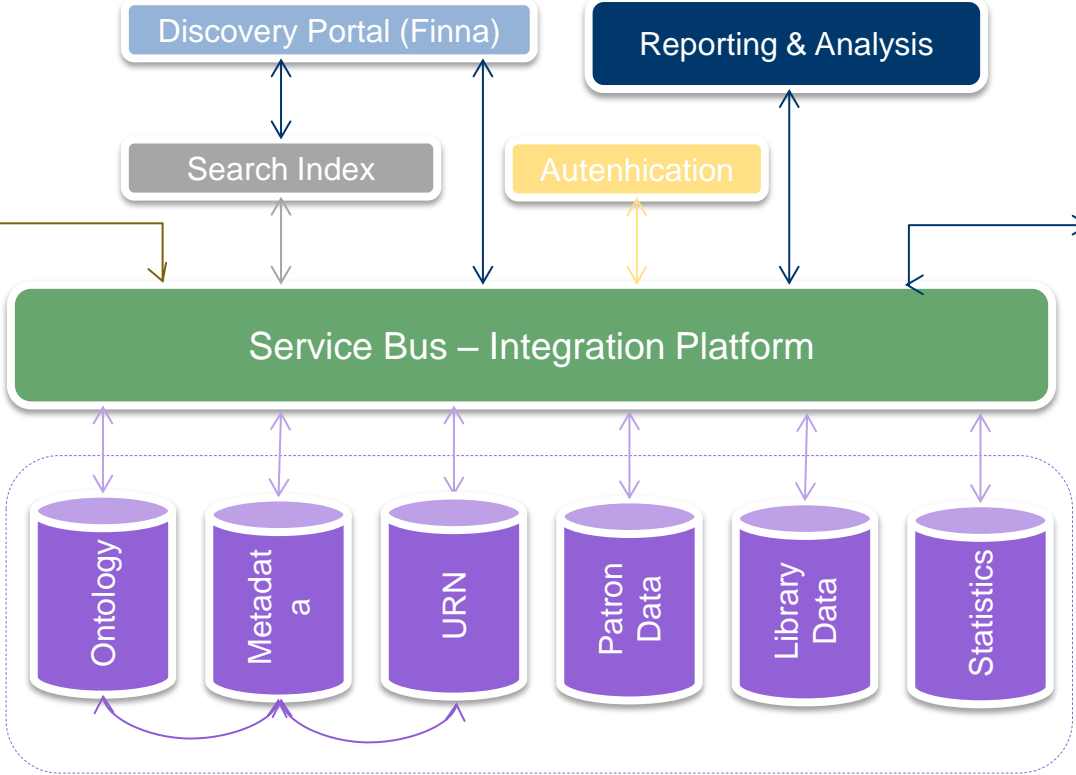 Discovery Portal (Finna)
Reporting & Analysis
Search Index
Autenhication
Service Bus – Integration Platform
Ontology
Metadat
a
URN
Patron
Data
Library
Data
Statistics